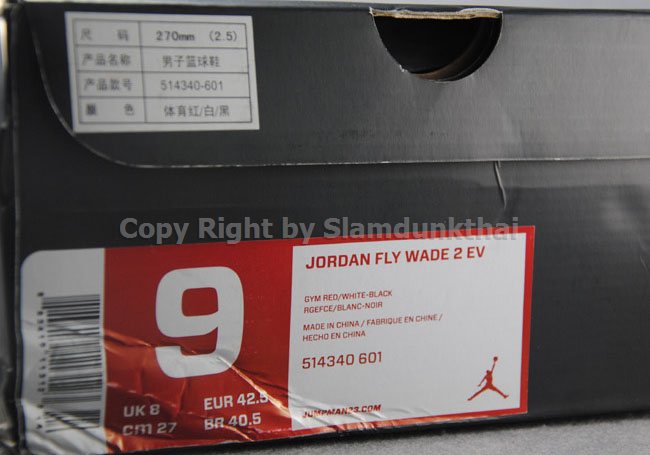 尺 码 270mm (2.5)
产品名称 男子篮球鞋
产品款号 514340-601
颜 色 体育红/白/黑
Copy Right by Slamdunkthai
9
UK 8 EUR 42.5
cm 27 BR 40.5
JORDAN FLY WADE 2 EV
GYM RED/WHITE-BLACK
RGEFCE/BLANC-NOIR
MADE IN CHINA / FABRIQUE EN CHINE /
HECHO EN CHINA
514340 601
JUMPMAN23.COM